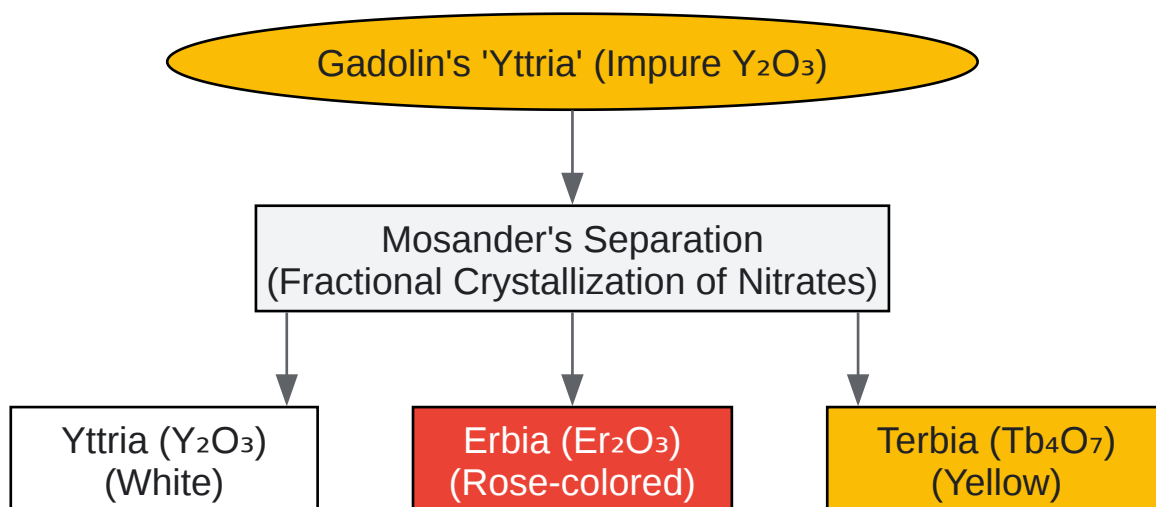 Gadolin's 'Yttria' (Impure Y₂O₃)
Mosander's Separation
(Fractional Crystallization of Nitrates)
Yttria (Y₂O₃)
(White)
Erbia (Er₂O₃)
(Rose-colored)
Terbia (Tb₄O₇)
(Yellow)